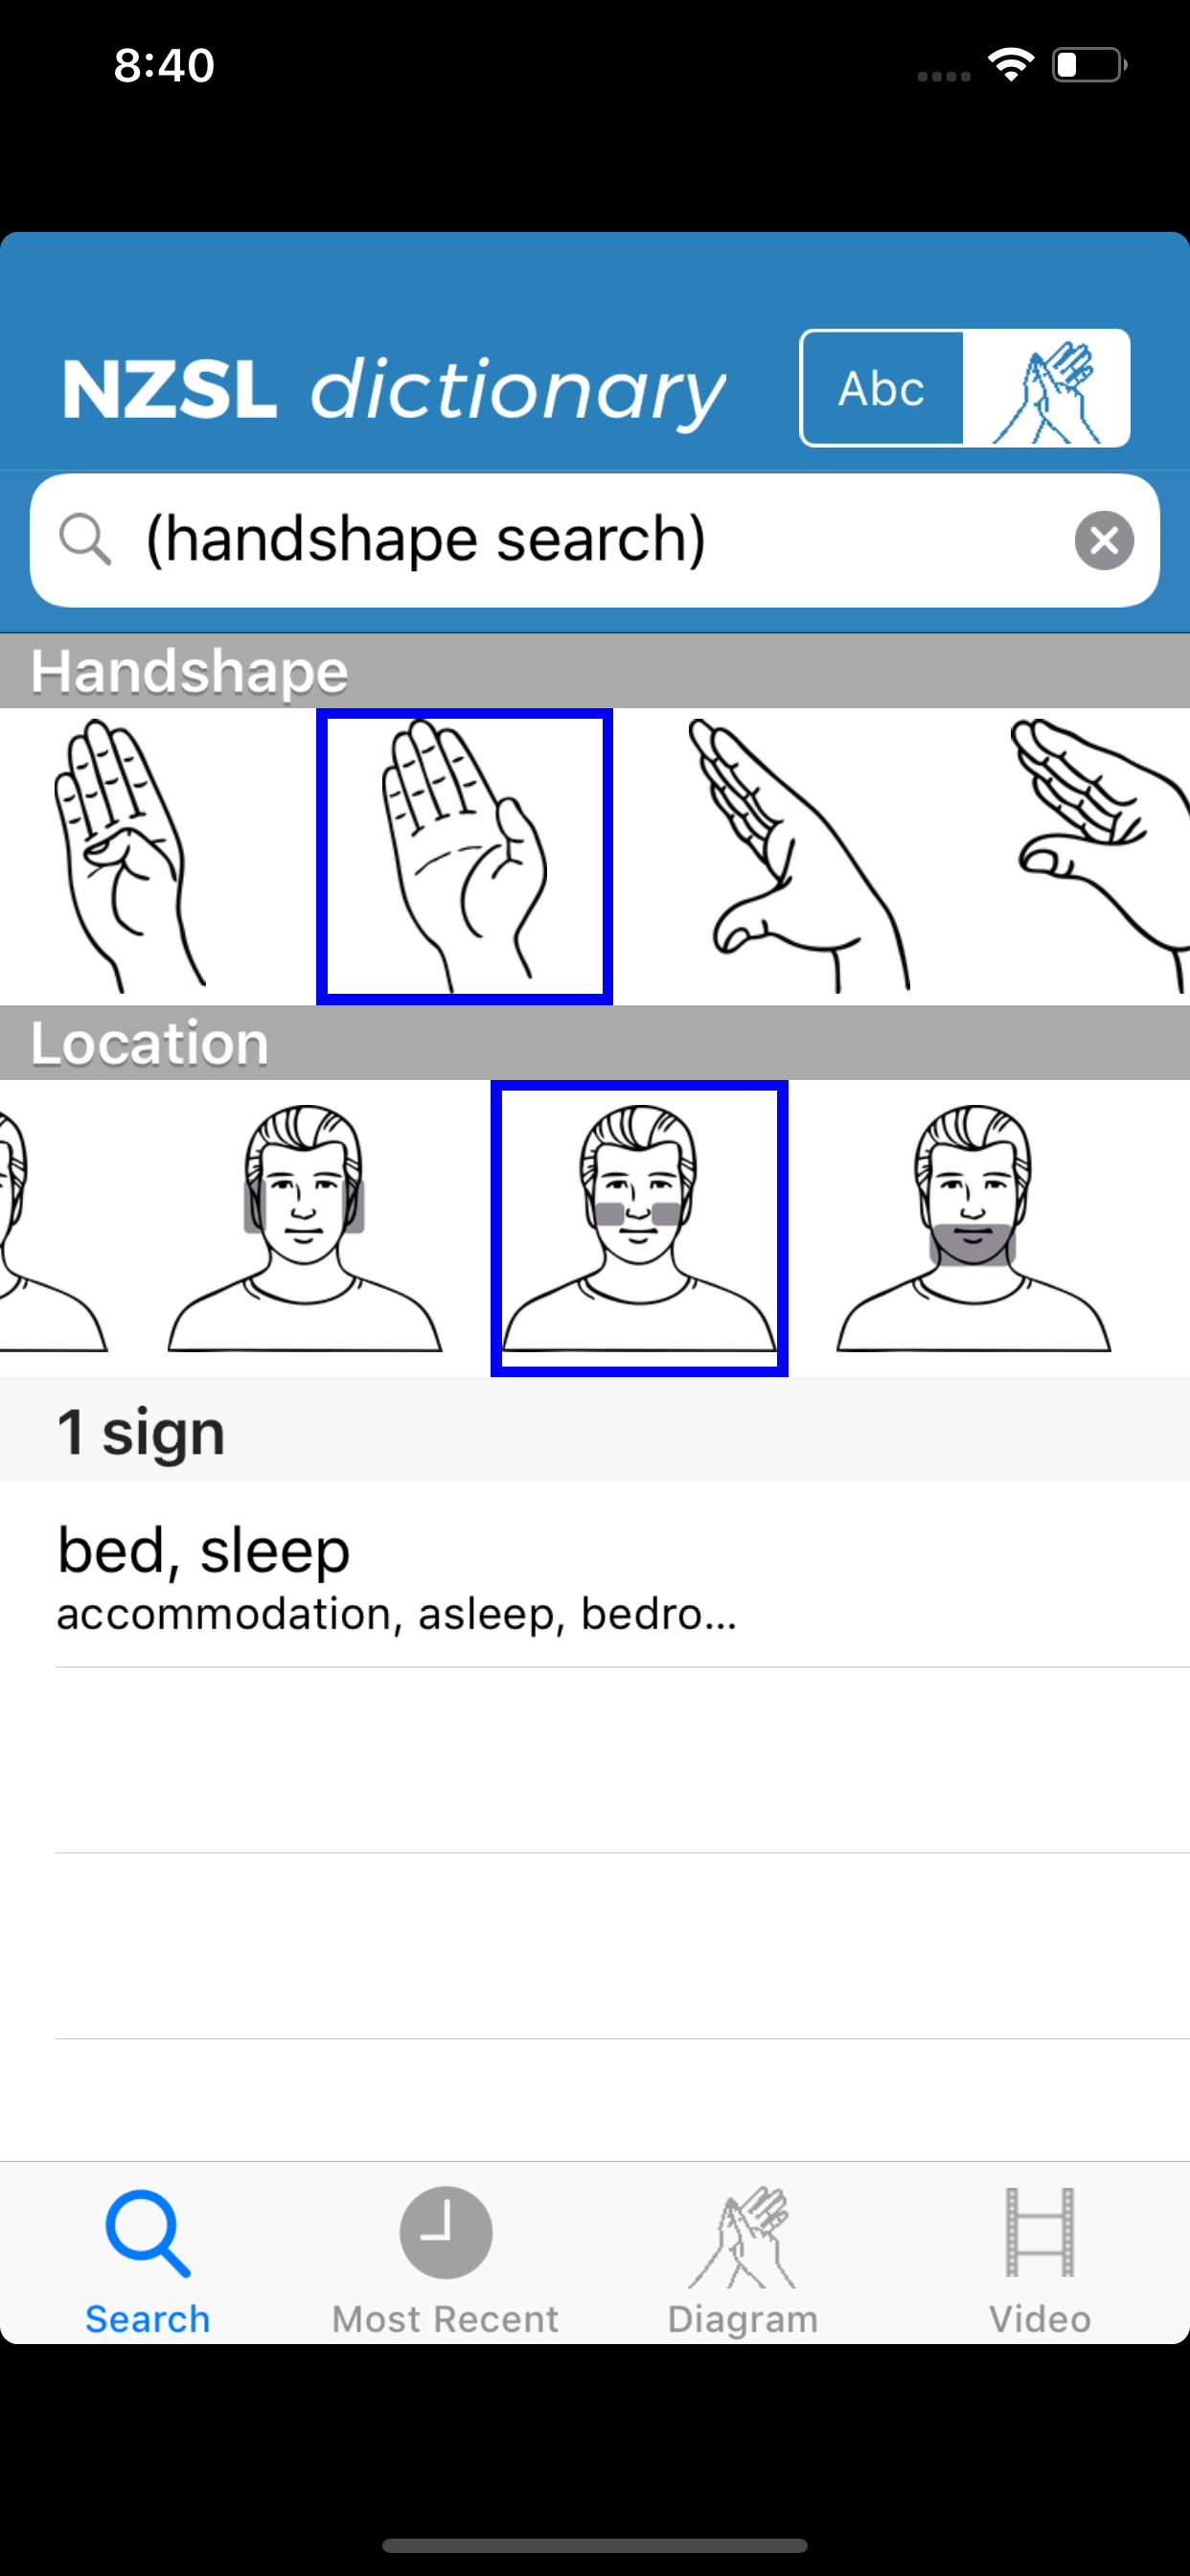 8:40
NZSL dictionary
Abc
(handshape search)
Handshape
Location
1 sign
bed, sleep
accommodation, asleep, bedro...
Search
Most Recent
Diagram
Video